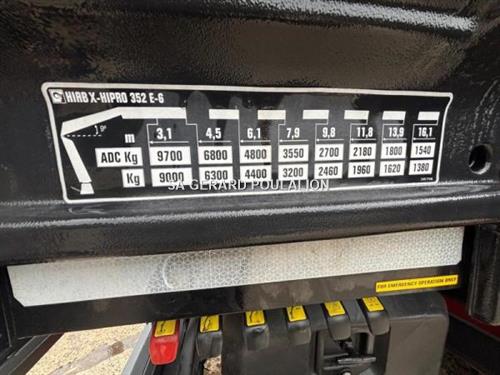 HIAB X-HIPRO 352 E-6
19°
m 3,1 4,5 6,1 7,9 9,8 11,8 13,9 16,1
ADC Kg 9700 6800 4800 3550 2700 2180 1800 1540
Kg 9000 6300 4400 3200 2460 1960 1620 1380
SA GERARD POULATION
FOR EMERGENCY OPERATION ONLY